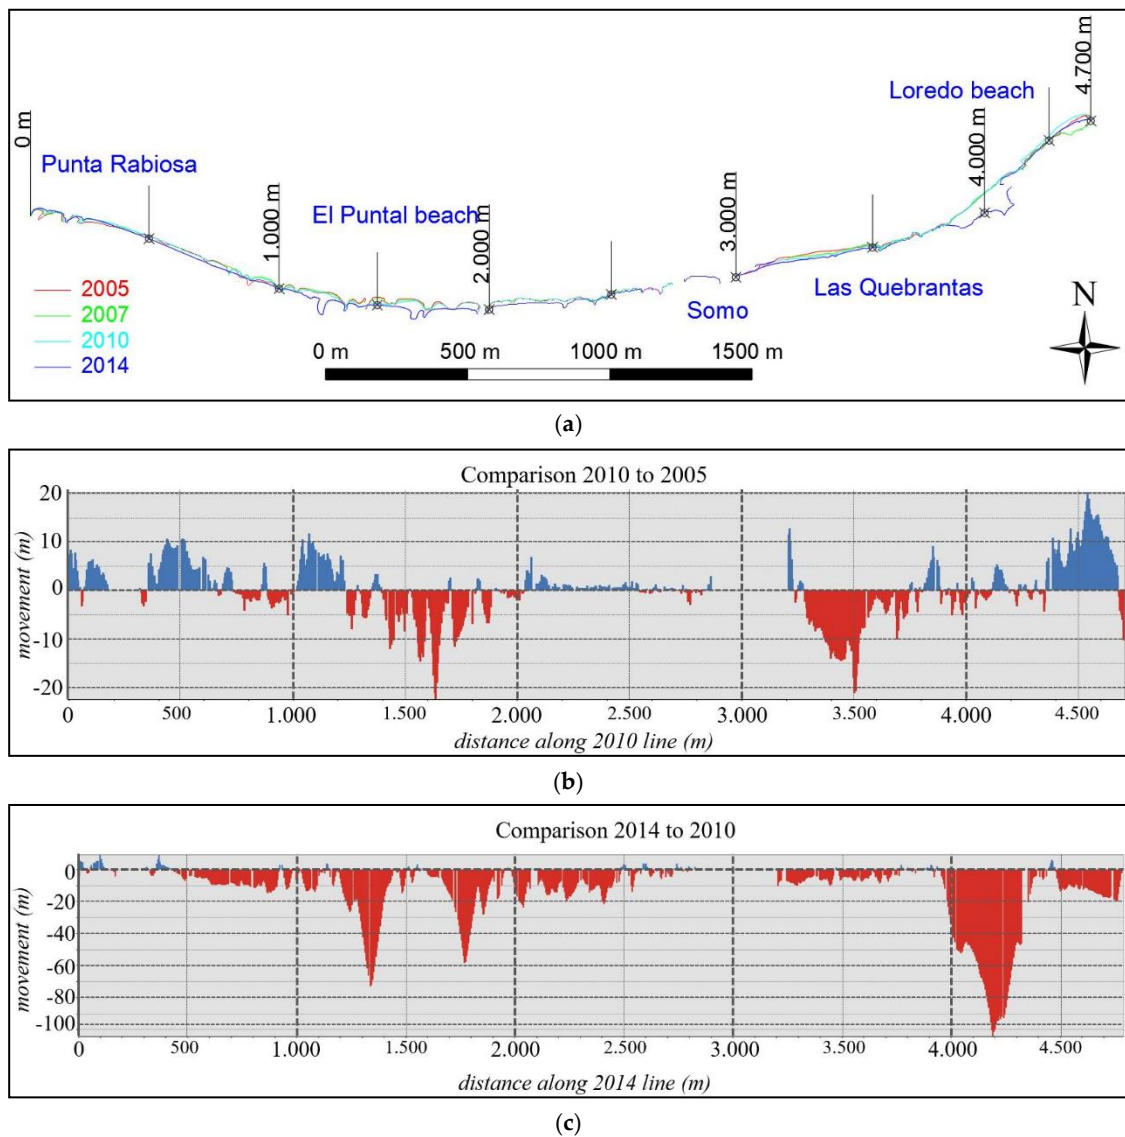 0 m
Punta Rabiosa
1.000 m
El Puntal beach
2.000 m
3.000 m
Somo
Las Quebrantas
Loredo beach
4.000 m
4.700 m
2005
2007
2010
2014
0 m 500 m 1000 m 1500 m
N
(a)
Comparison 2010 to 2005
movement (m)
20
10
0
-10
-20
0 500 1.000 1.500 2.000 2.500 3.000 3.500 4.000 4.500
distance along 2010 line (m)
(b)
Comparison 2014 to 2010
movement (m)
0
-20
-40
-60
-80
-100
0 500 1.000 1.500 2.000 2.500 3.000 3.500 4.000 4.500
distance along 2014 line (m)
(c)